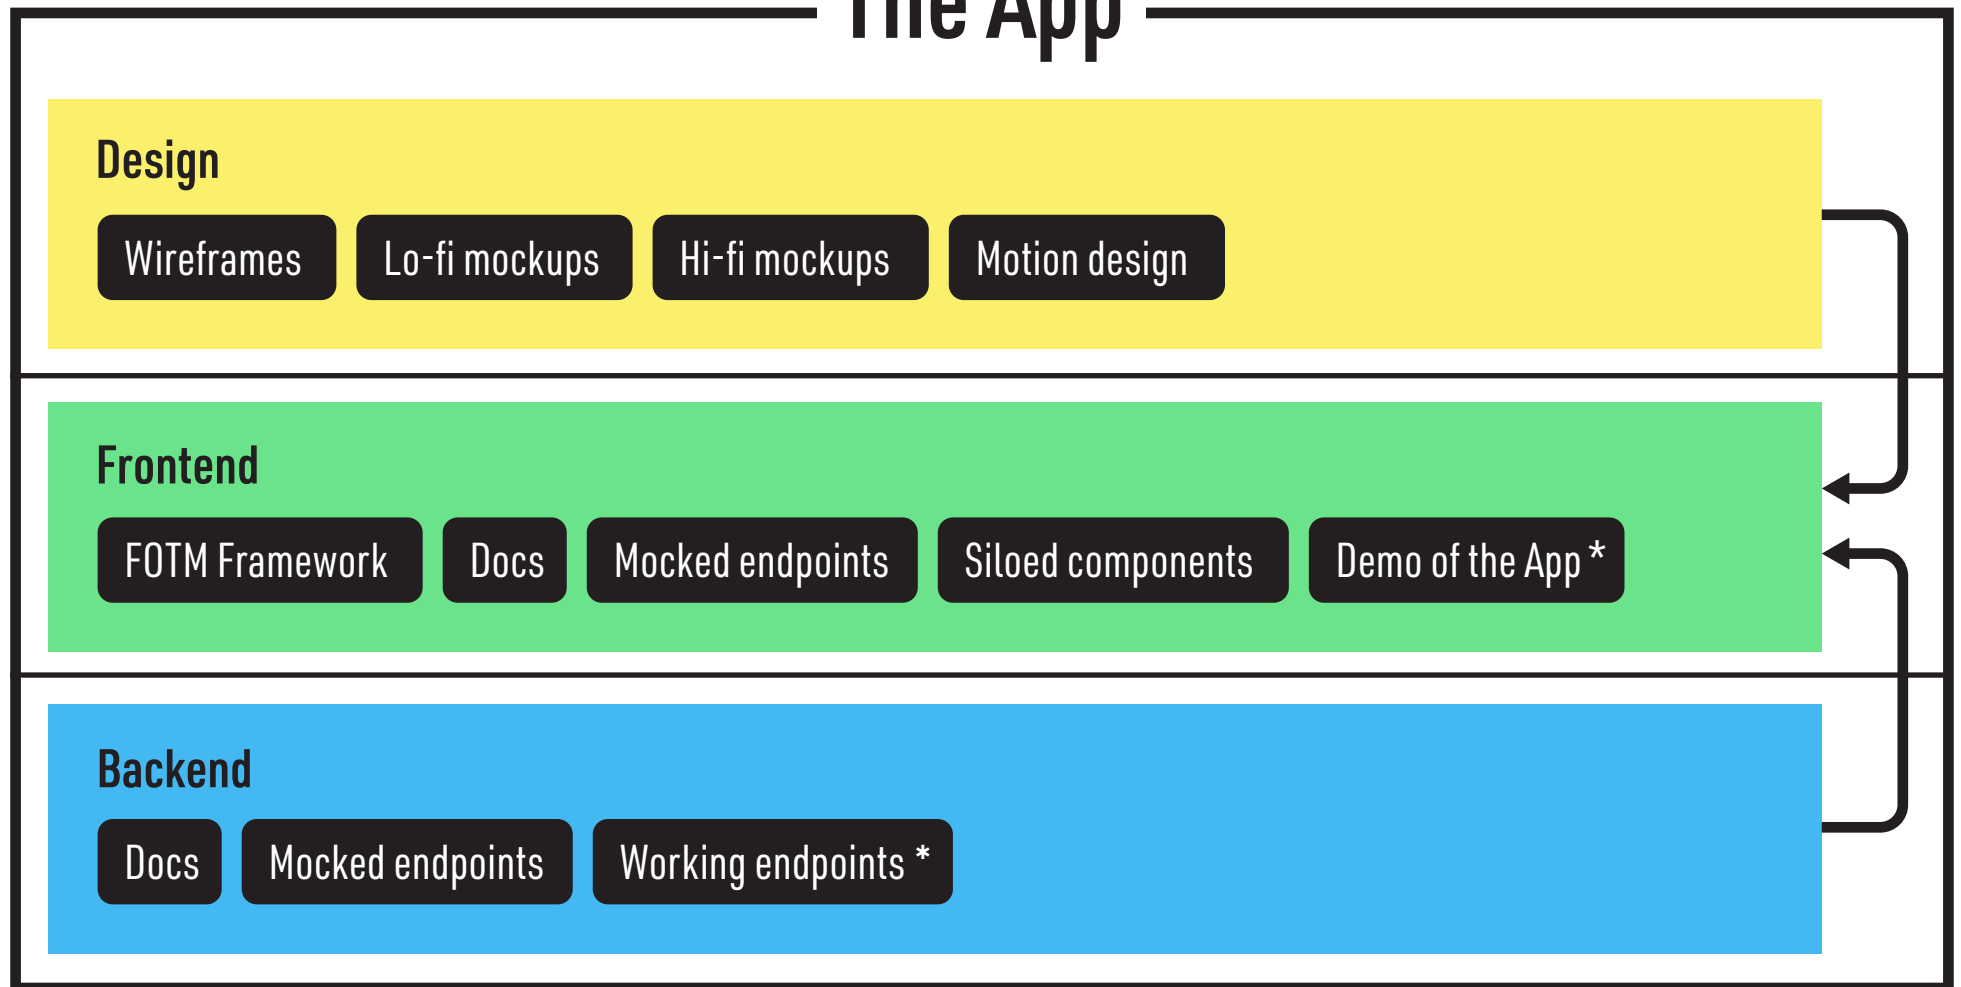 The App
Design
Wireframes Lo-fi mockups Hi-fi mockups Motion design
Frontend
FOTM Framework Docs Mocked endpoints Siloed components Demo of the App *
Backend
Docs Mocked endpoints Working endpoints *